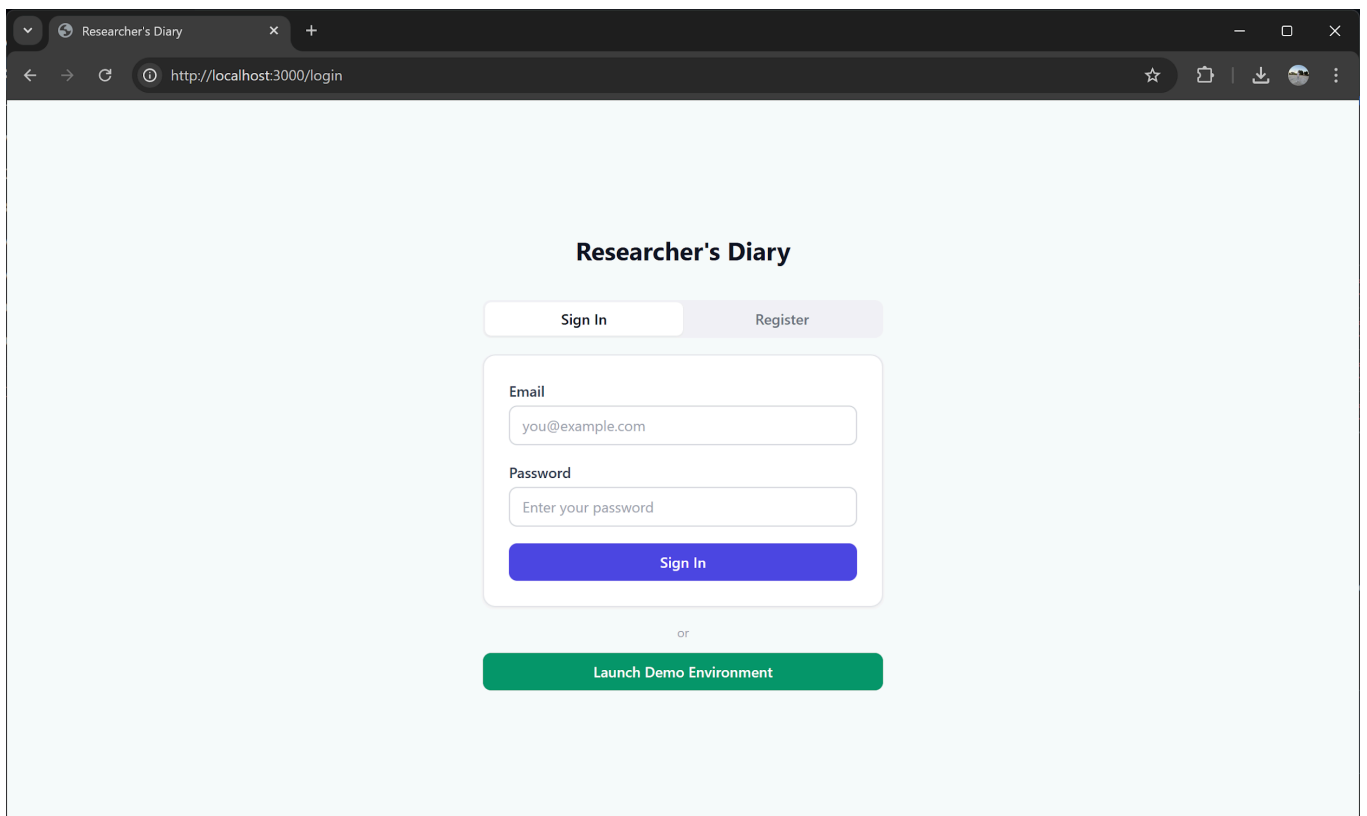 Researcher's Diary
http://localhost:3000/login
Researcher's Diary
Sign In
Register
Email
you@example.com
Password
Enter your password
Sign In
or
Launch Demo Environment